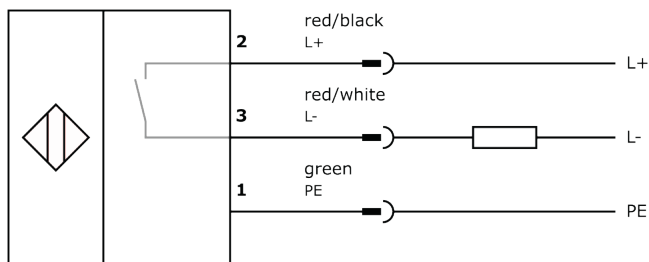 red/black
2 L+ L+
red/white
3 L- L-
green
1 PE PE